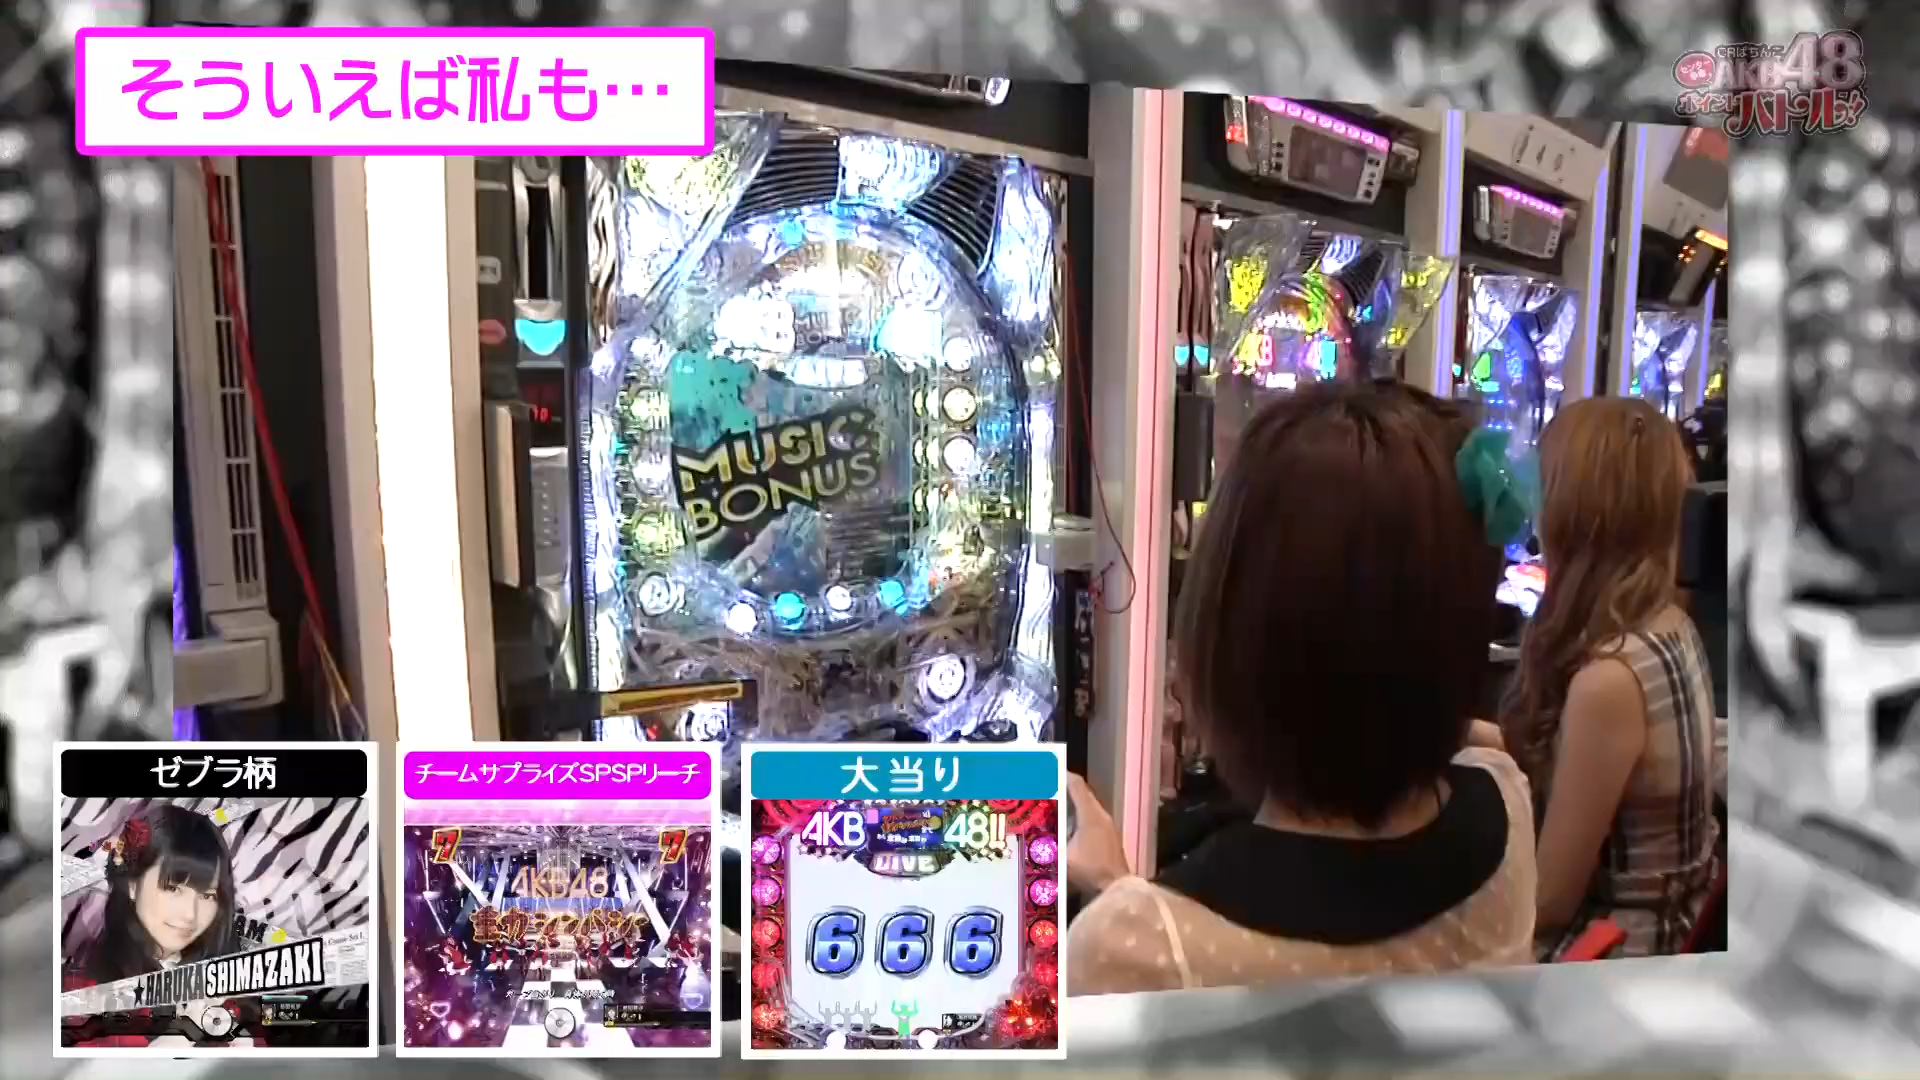 そういえば私も…
CRぱちんこ
AKB48
ポイント
バトル!
MUSIC
BONUS
ゼブラ柄
HARUKA SHIMAZAKI
チームサプライズSPSPリーチ
7 7
AKB48
重力シンパシー
大当り
AKB 48!!
LIVE
666